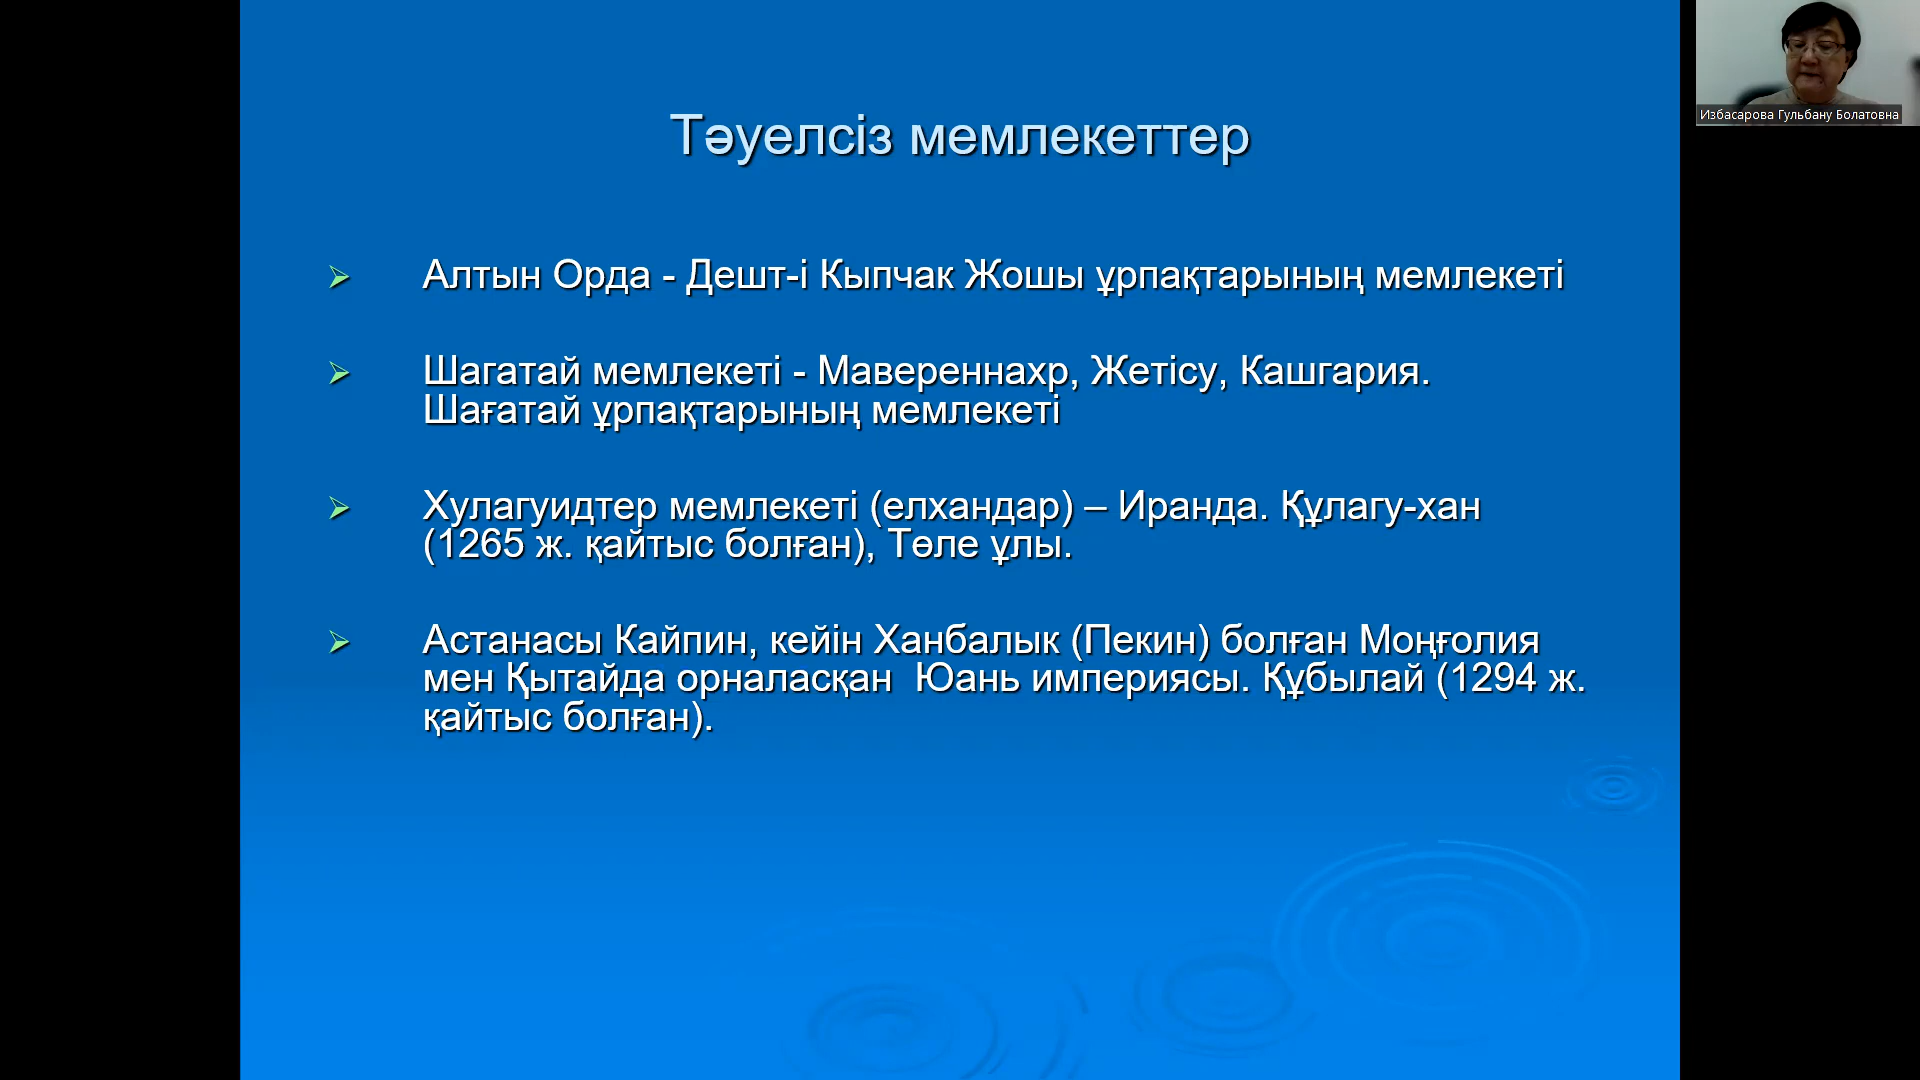 Тәуелсіз мемлекеттер
Алтын Орда - Дешт-і Кыпчак Жошы ұрпақтарының мемлекеті
Шагатай мемлекеті - Мавереннахр, Жетісу, Кашгария.
Шағатай ұрпақтарының мемлекеті
Хулагуидтер мемлекеті (елхандар) – Иранда. Құлагу-хан
(1265 ж. қайтыс болған), Төле ұлы.
Астанасы Кайпин, кейін Ханбалык (Пекин) болған Моңғолия
мен Қытайда орналасқан  Юань империясы. Құбылай (1294 ж.
қайтыс болған).
Избасарова Гульбану Болатовна